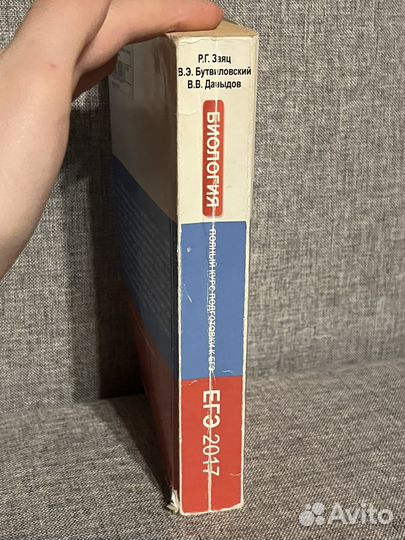 Р.Г. Заяц
В.Э. Бутвиловский
В.В. Давыдов
БИОЛОГИЯ
ПОЛНЫЙ КУРС ПОДГОТОВКИ К ЕГЭ
ЕГЭ 2017
Avito